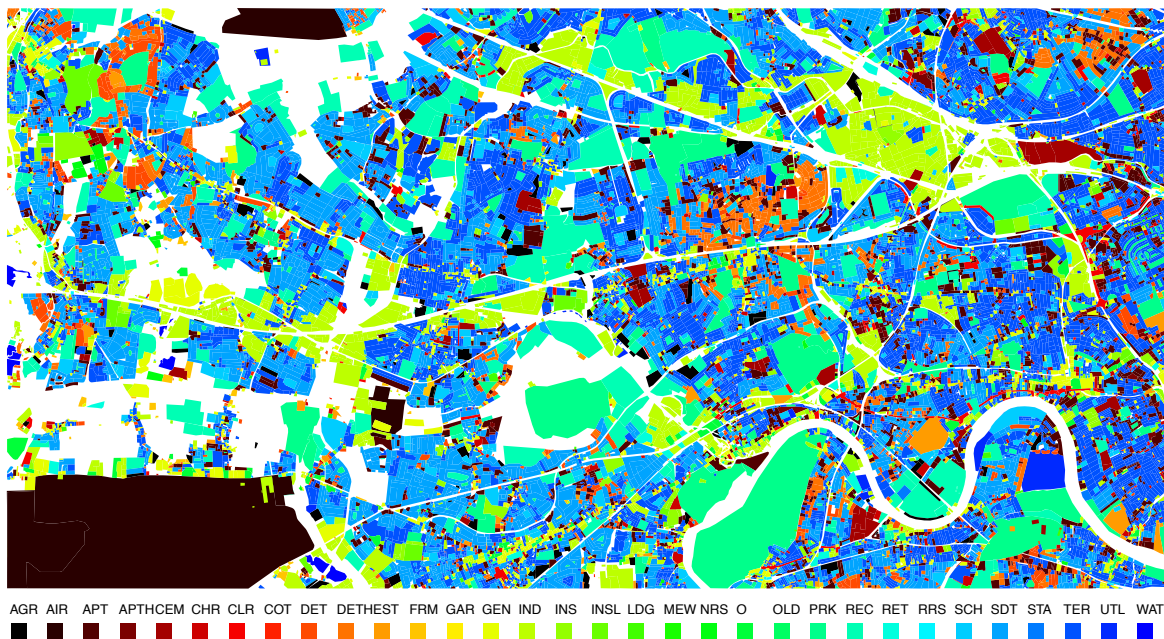 AGR AIR APT APTHCEM CHR CLR COT DET DETHEST FRM GAR GEN IND INS INSL LDG MEW NRS O OLD PRK REC RET RRS SCH SDT STA TER UTL WAT